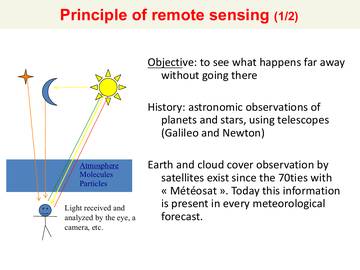 Principle of remote sensing (1/2)
Objective: to see what happens far away
without going there
History: astronomic observations of
planets and stars, using telescopes
(Galileo and Newton)
Earth and cloud cover observation by
satellites exist since the 70ties with
« Météosat ». Today this information
is present in every meteorological
forecast.
Atmosphere
Molecules
Particles
Light received and
analyzed by the eye, a
camera, etc.